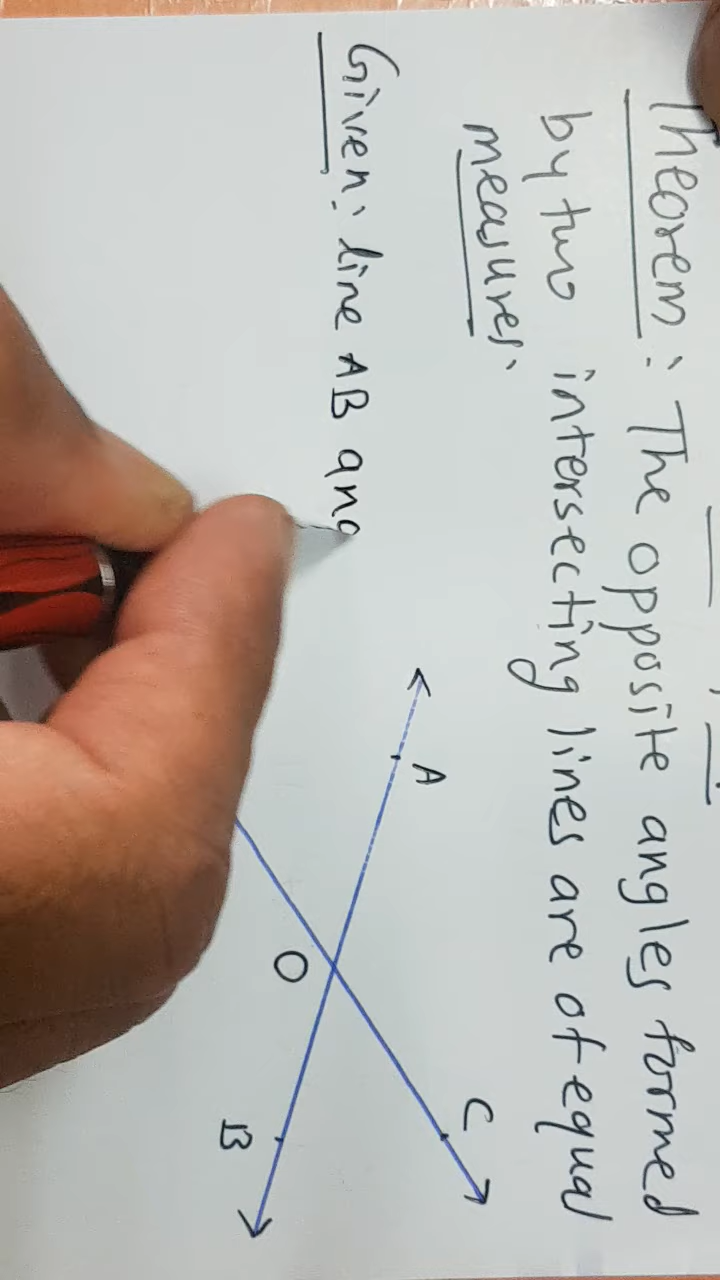 Theorem: The opposite angles formed
by two intersecting lines are of equal
measures.
Given: line AB and
A
C
O
B